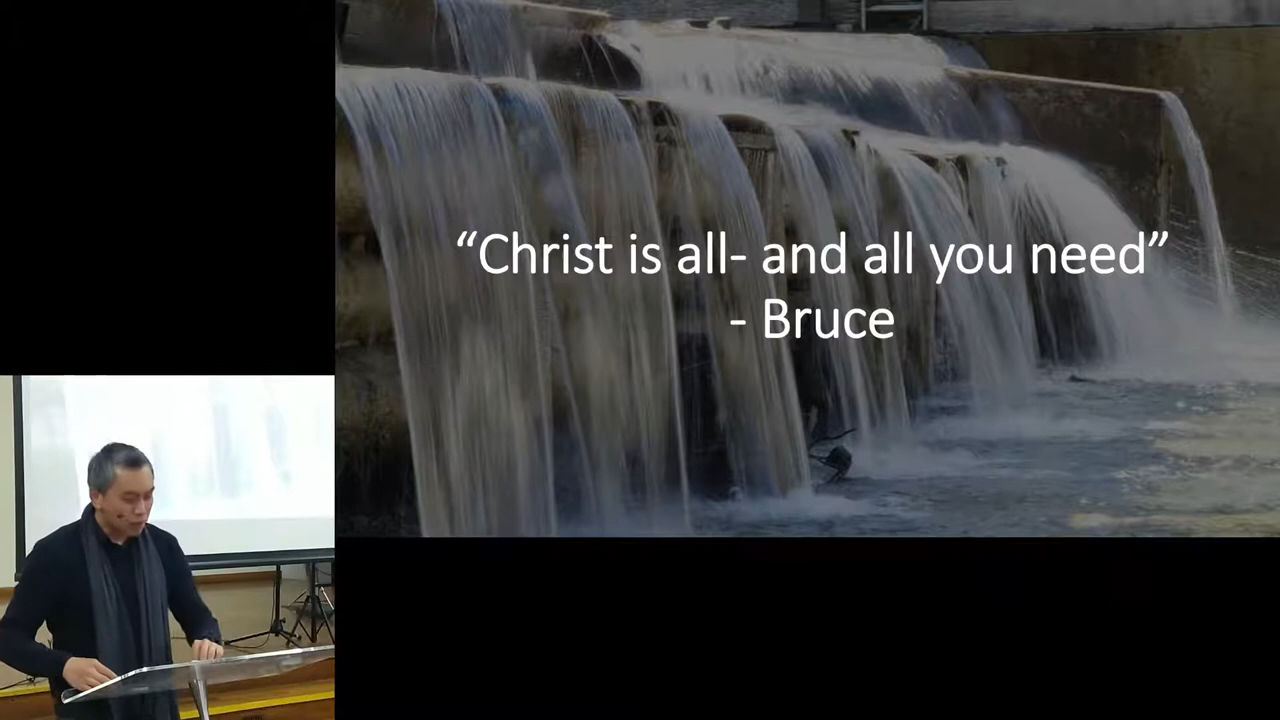 “Christ is all- and all you need”
- Bruce